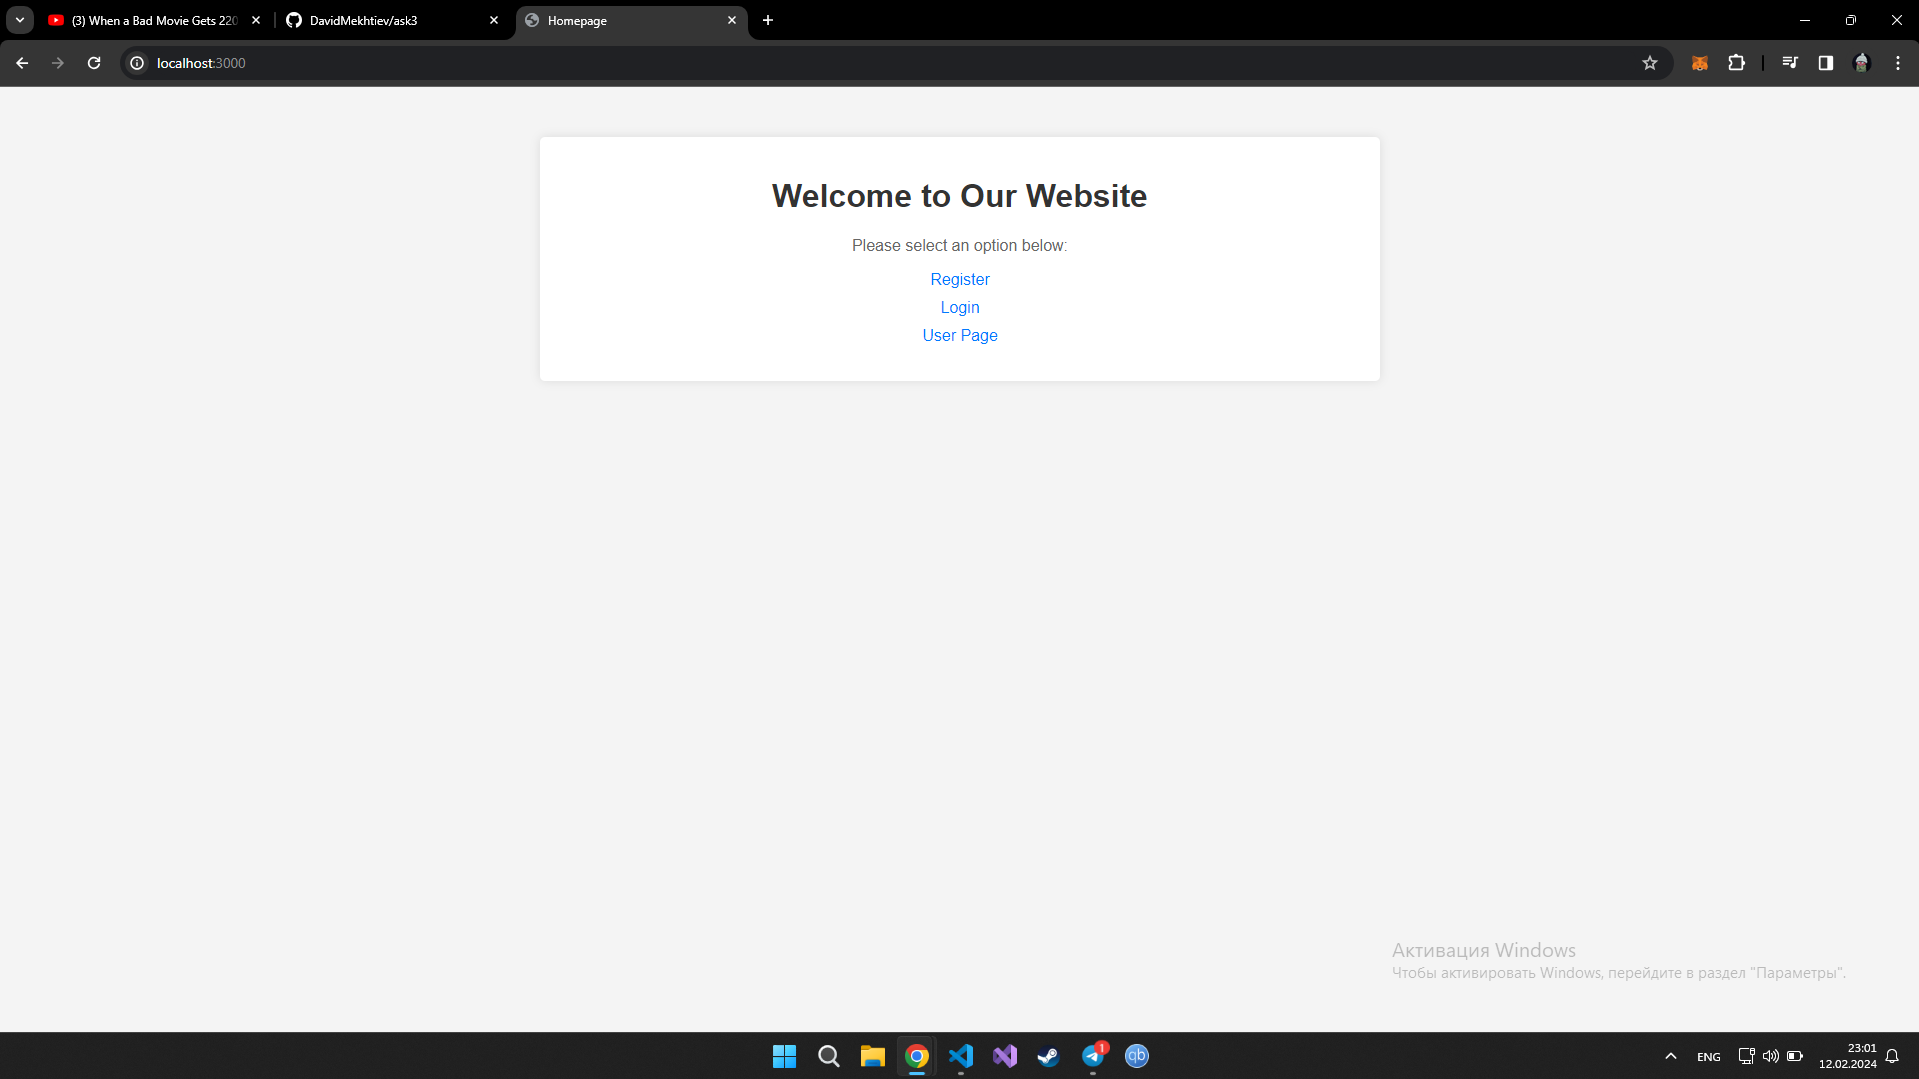 (3) When a Bad Movie Gets 220
DavidMekhtiev/ask3
Homepage
localhost:3000
Welcome to Our Website
Please select an option below:
Register
Login
User Page
Активация Windows
Чтобы активировать Windows, перейдите в раздел "Параметры".
1
qb
ENG
23:01
12.02.2024